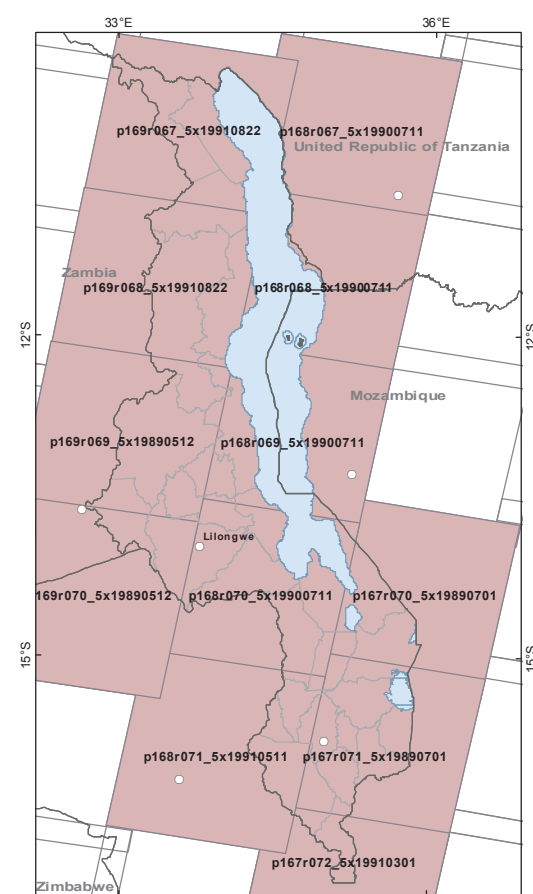 33°E 36°E
p169r067_5x19910822 p168r067_5x19900711
United Republic of Tanzania
Zambia
p169r068_5x19910822 p168r068_5x19900711
12°S 12°S
Mozambique
p169r069_5x19890512 p168r069_5x19900711
Lilongwe
169r070_5x19890512 p168r070_5x19900711 p167r070_5x19890701
15°S 15°S
p168r071_5x19910511 p167r071_5x19890701
p167r072_5x19910301
Zimbabwe